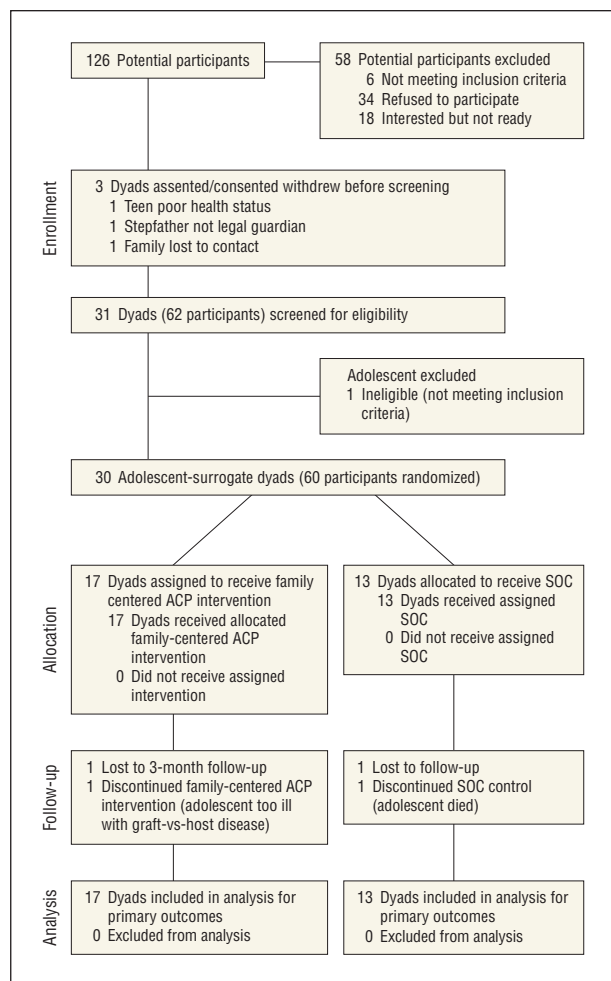 126 Potential participants
58 Potential participants excluded
6 Not meeting inclusion criteria
34 Refused to participate
18 Interested but not ready
Enrollment
3 Dyads assented/consented withdrew before screening
1 Teen poor health status
1 Stepfather not legal guardian
1 Family lost to contact
31 Dyads (62 participants) screened for eligibility
Adolescent excluded
1 Ineligible (not meeting inclusion
criteria)
30 Adolescent-surrogate dyads (60 participants randomized)
Allocation
17 Dyads assigned to receive family
centered ACP intervention
17 Dyads received allocated
family-centered ACP
intervention
0 Did not receive assigned
intervention
13 Dyads allocated to receive SOC
13 Dyads received assigned
SOC
0 Did not receive assigned
SOC
Follow-up
1 Lost to 3-month follow-up
1 Discontinued family-centered ACP
intervention (adolescent too ill
with graft-vs-host disease)
1 Lost to follow-up
1 Discontinued SOC control
(adolescent died)
Analysis
17 Dyads included in analysis for
primary outcomes
0 Excluded from analysis
13 Dyads included in analysis for
primary outcomes
0 Excluded from analysis